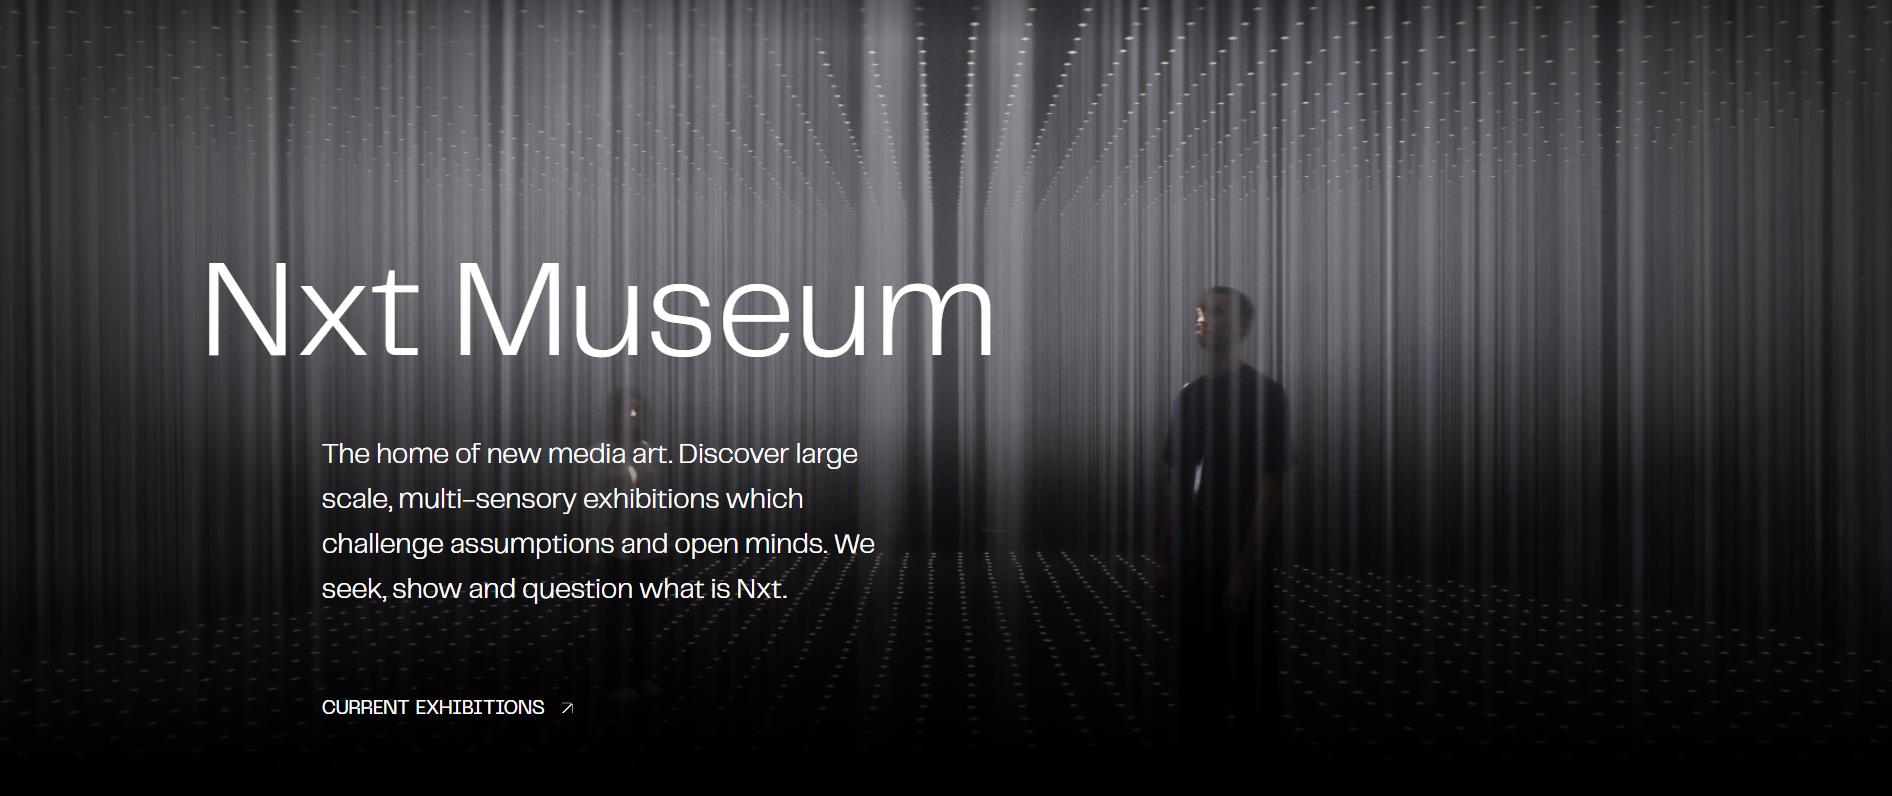 Nxt Museum
The home of new media art. Discover large
scale, multi-sensory exhibitions which
challenge assumptions and open minds. We
seek, show and question what is Nxt.
CURRENT EXHIBITIONS